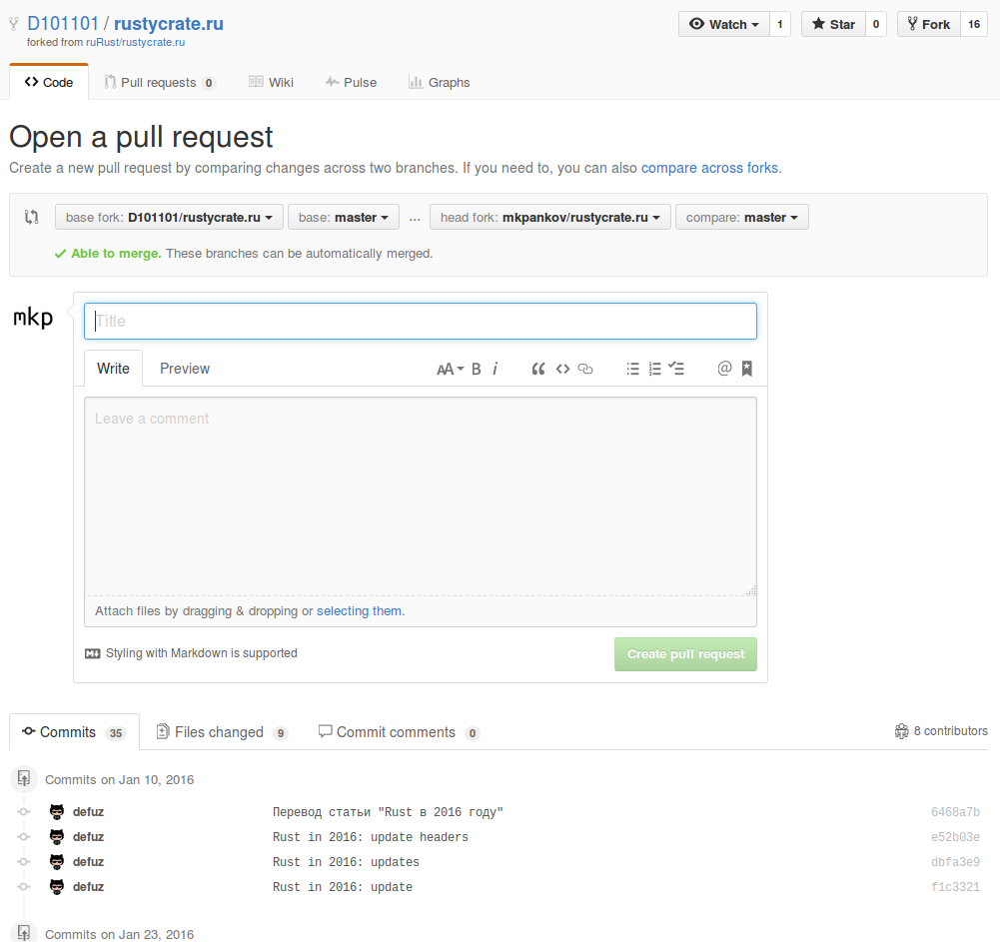 D101101 / rustycrate.ru Watch 1 Star 0 Fork 16
forked from ruRust/rustycrate.ru
Code Pull requests 0 Wiki Pulse Graphs
Open a pull request
Create a new pull request by comparing changes across two branches. If you need to, you can also compare across forks.
base fork: D101101/rustycrate.ru base: master ... head fork: mkpankov/rustycrate.ru compare: master
Able to merge. These branches can be automatically merged.
mkp
Title
Write Preview AA B i @
Leave a comment
Attach files by dragging & dropping or selecting them.
Styling with Markdown is supported Create pull request
Commits 35 Files changed 9 Commit comments 0 8 contributors
Commits on Jan 10, 2016
defuz Перевод статьи "Rust в 2016 году" 6468a7b
defuz Rust in 2016: update headers e52b03e
defuz Rust in 2016: updates dbfa3e9
defuz Rust in 2016: update f1c3321
Commits on Jan 23, 2016